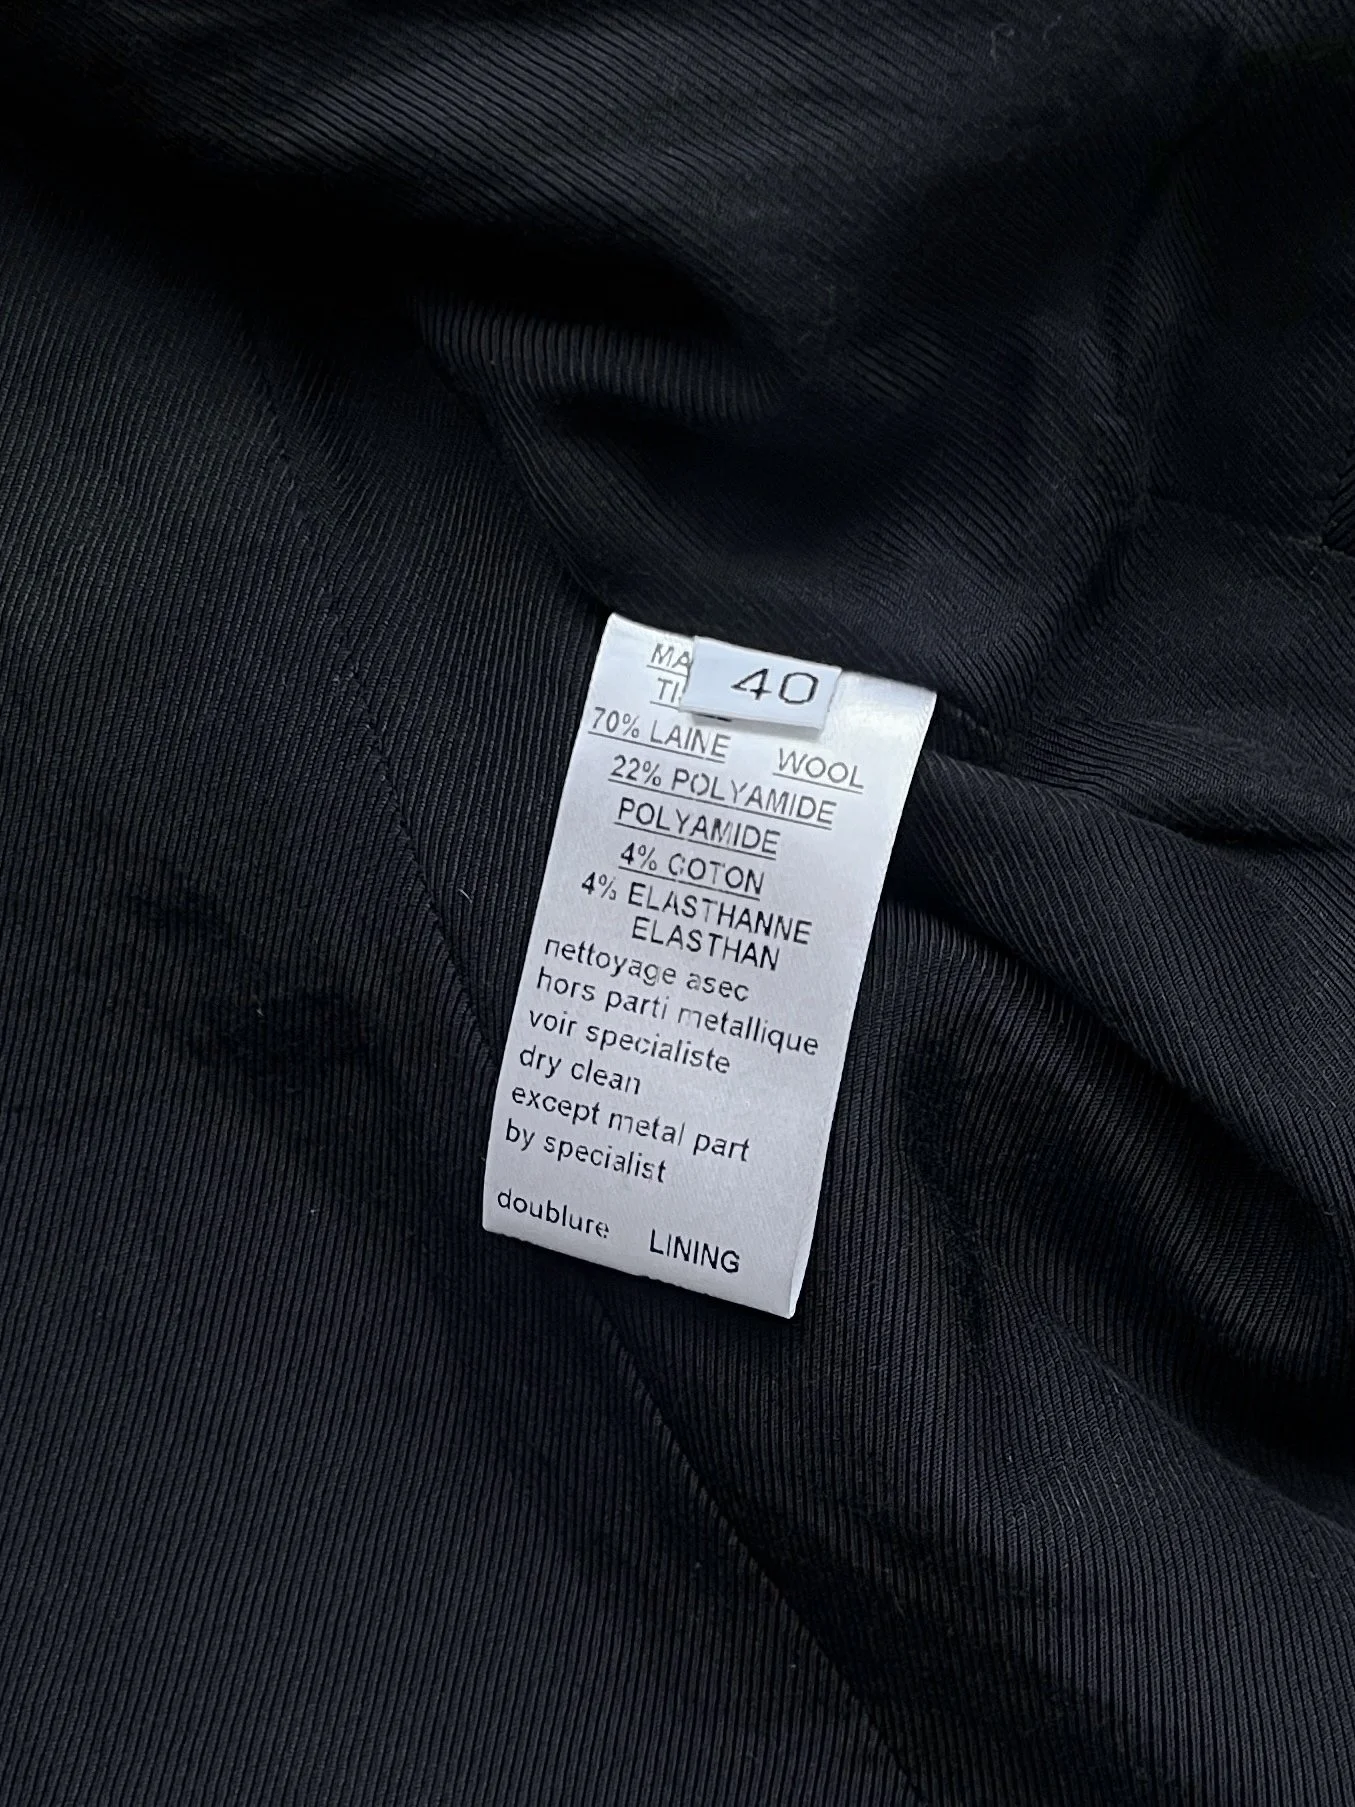 40
70% LAINE WOOL
22% POLYAMIDE
POLYAMIDE
4% COTON
4% ELASTHANNE
ELASTHAN
nettoyage asec
hors parti metallique
voir specialiste
dry clean
except metal part
by specialist
doublure LINING